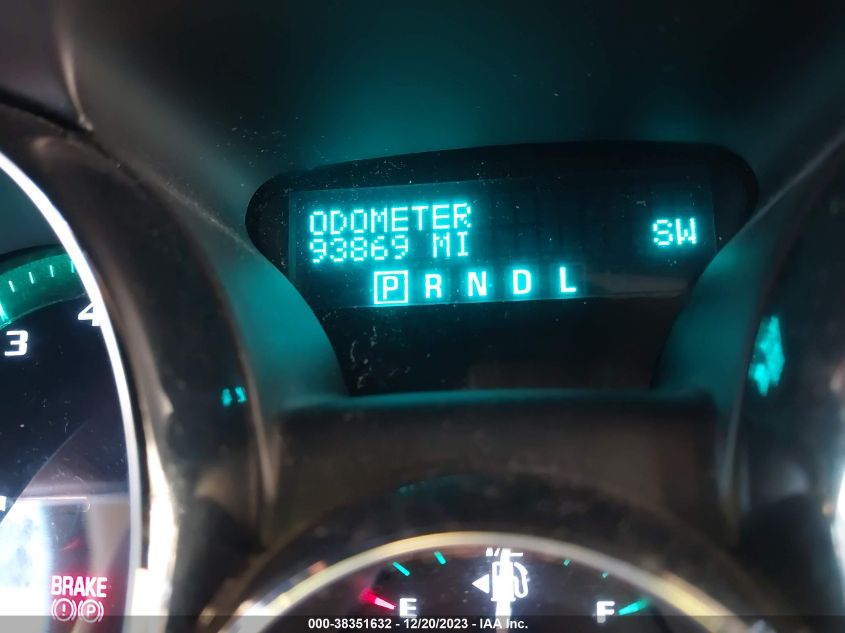 ODOMETER
93869 MI
SW
P R N D L
4
3
BRAKE
(!) (P)
E
F
000-38351632 - 12/20/2023 - IAA Inc.